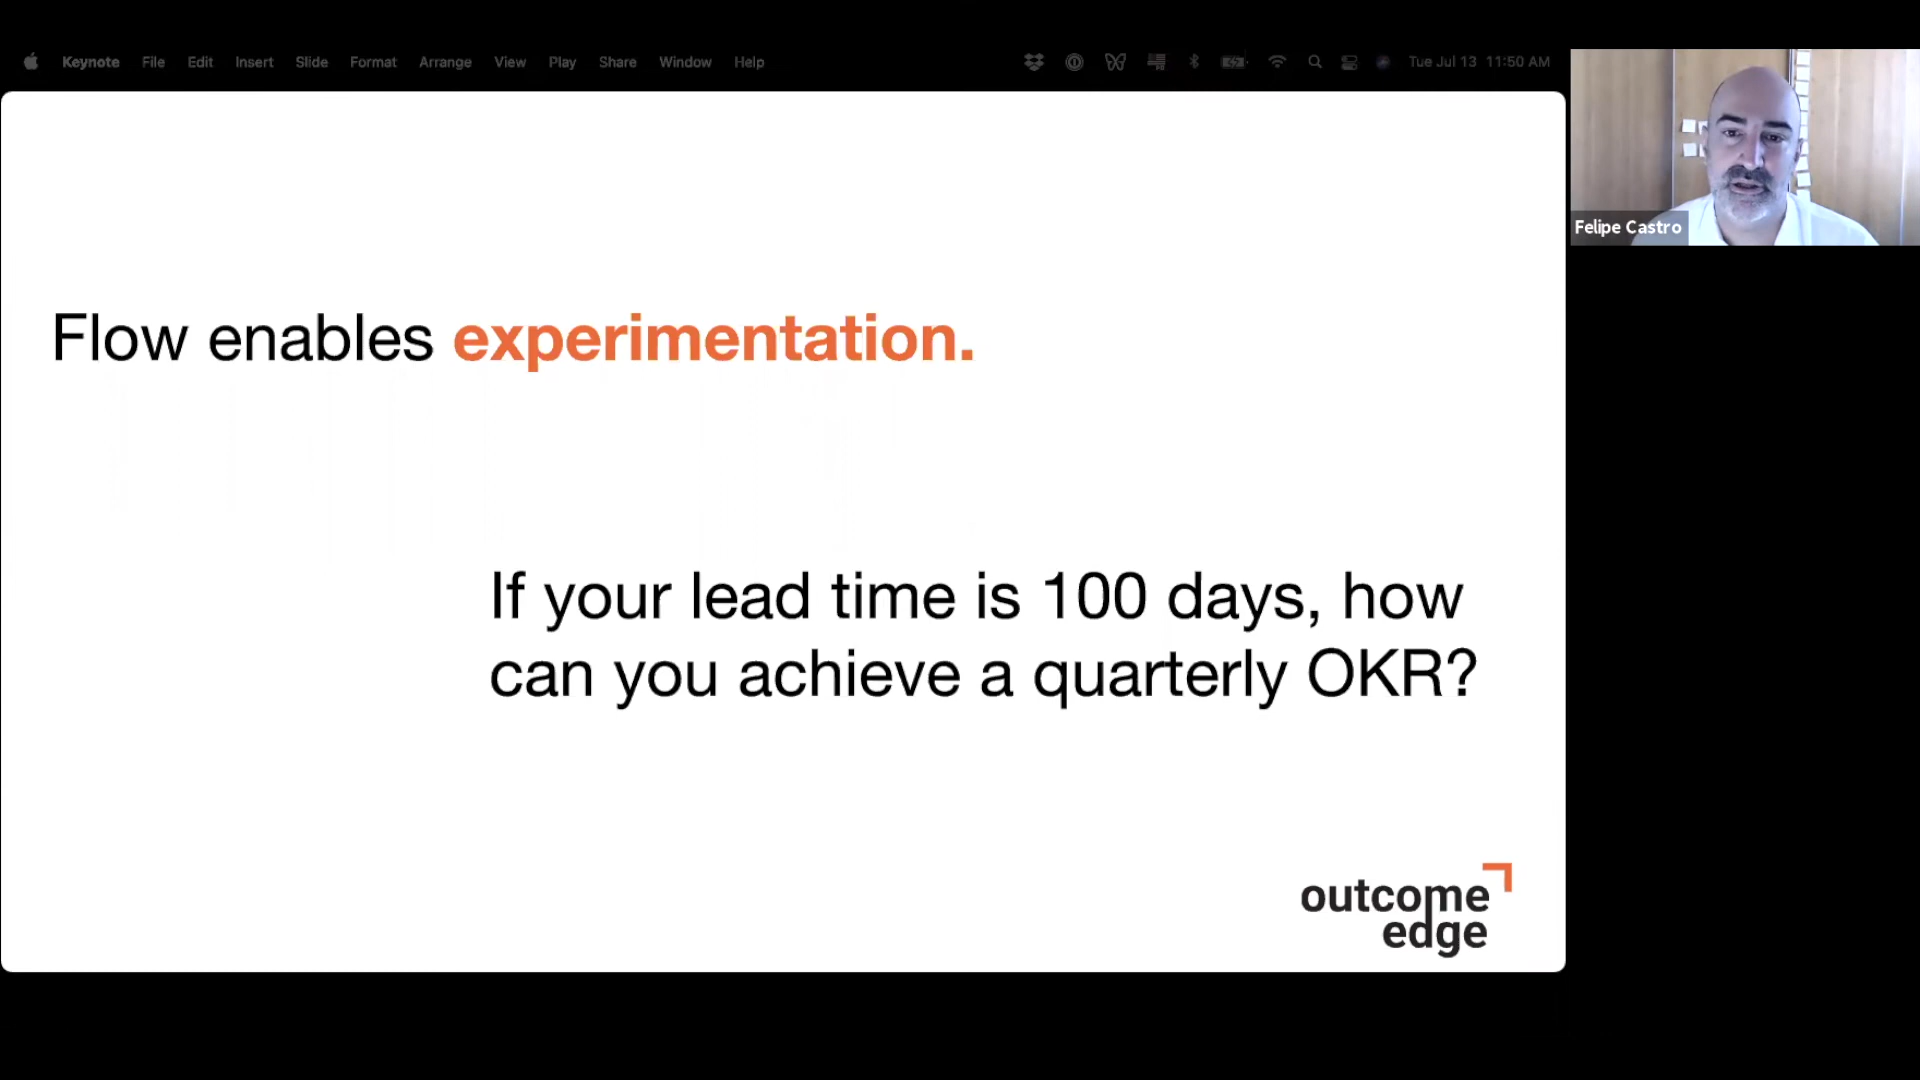 Keynote File Edit Insert Slide Format Arrange View Play Share Window Help Tue Jul 13 11:50 AM
Felipe Castro
Flow enables experimentation.
If your lead time is 100 days, how
can you achieve a quarterly OKR?
outcome
edge